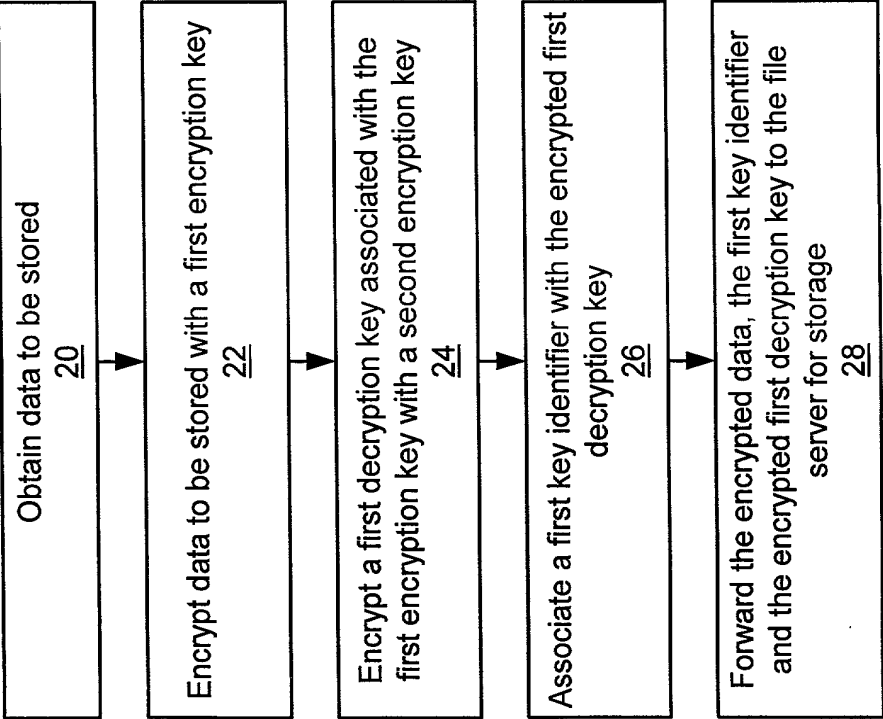 Obtain data to be stored
20
Encrypt data to be stored with a first encryption key
22
Encrypt a first decryption key associated with the
first encryption key with a second encryption key
24
Associate a first key identifier with the encrypted first
decryption key
26
Forward the encrypted data, the first key identifier
and the encrypted first decryption key to the file
server for storage
28